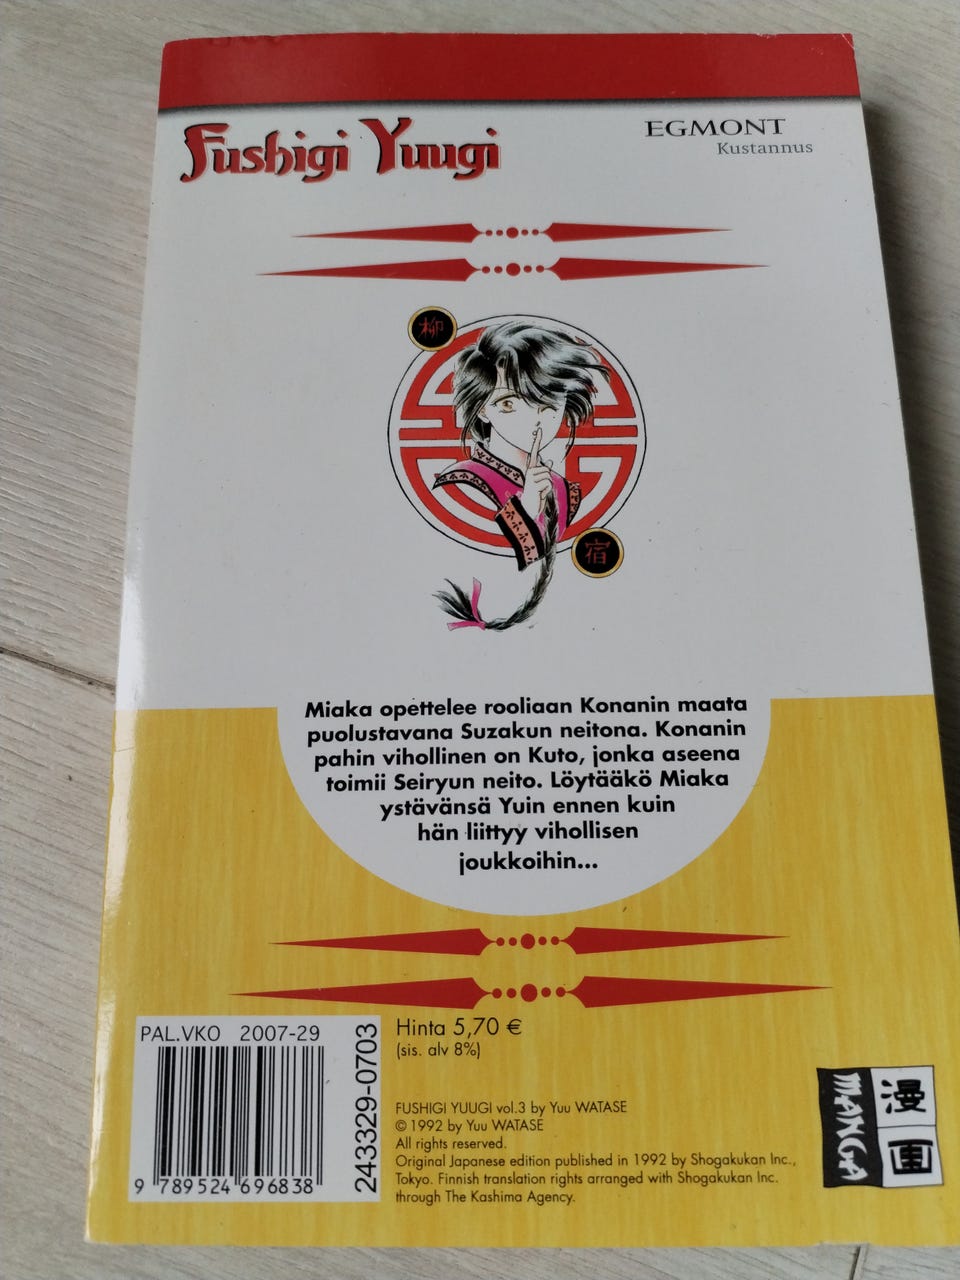 Fushigi Yuugi
EGMONT
Kustannus
柳
宿
Miaka opettelee rooliaan Konanin maata
puolustavana Suzakun neitona. Konanin
pahin vihollinen on Kuto, jonka aseena
toimii Seiryun neito. Löytääkö Miaka
ystävänsä Yuin ennen kuin
hän liittyy vihollisen
joukkoihin...
PAL.VKO 2007-29
9 789524 696838
243329-0703
Hinta 5,70 €
(sis. alv 8%)
FUSHIGI YUUGI vol.3 by Yuu WATASE
© 1992 by Yuu WATASE
All rights reserved.
Original Japanese edition published in 1992 by Shogakukan Inc.,
Tokyo. Finnish translation rights arranged with Shogakukan Inc.
through The Kashima Agency.
MANGA
漫画